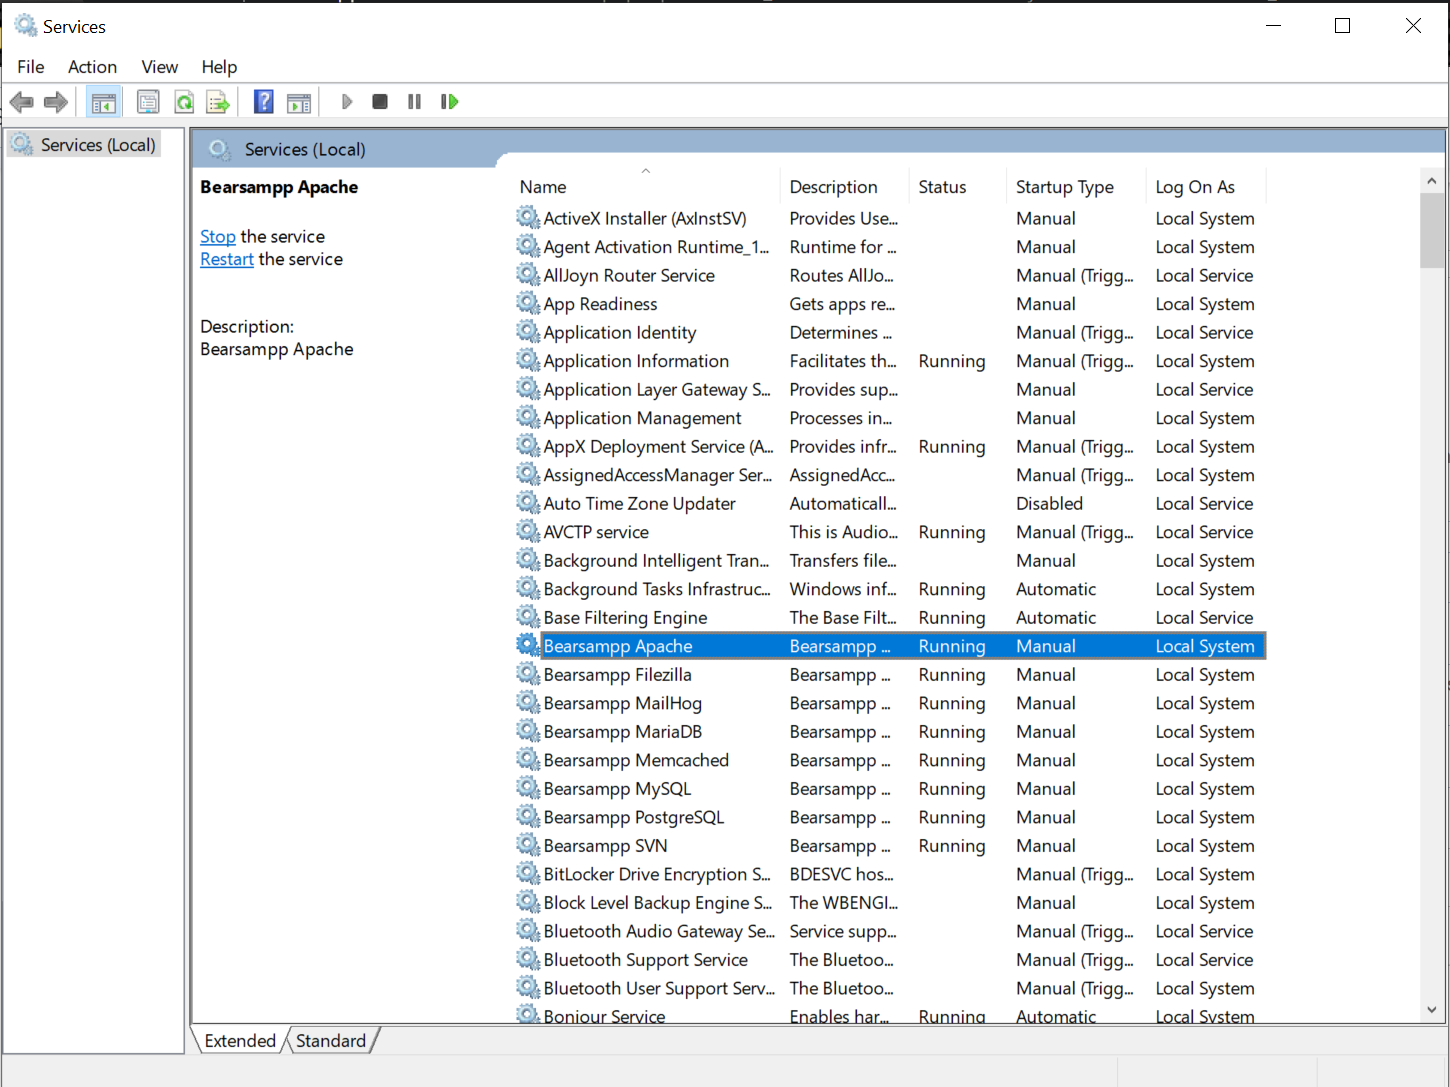 Services
File Action View Help
Services (Local)
Services (Local)
Bearsampp Apache
Stop the service
Restart the service
Description:
Bearsampp Apache
Name Description Status Startup Type Log On As
ActiveX Installer (AxInstSV) Provides Use... Manual Local System
Agent Activation Runtime_1... Runtime for ... Manual Local System
AllJoyn Router Service Routes AllJo... Manual (Trigg... Local Service
App Readiness Gets apps re... Manual Local System
Application Identity Determines ... Manual (Trigg... Local Service
Application Information Facilitates th... Running Manual (Trigg... Local System
Application Layer Gateway S... Provides sup... Manual Local Service
Application Management Processes in... Manual Local System
AppX Deployment Service (A... Provides infr... Running Manual (Trigg... Local System
AssignedAccessManager Ser... AssignedAcc... Manual (Trigg... Local System
Auto Time Zone Updater Automaticall... Disabled Local Service
AVCTP service This is Audio... Running Manual (Trigg... Local Service
Background Intelligent Tran... Transfers file... Manual Local System
Background Tasks Infrastruc... Windows inf... Running Automatic Local System
Base Filtering Engine The Base Filt... Running Automatic Local Service
Bearsampp Apache Bearsampp ... Running Manual Local System
Bearsampp Filezilla Bearsampp ... Running Manual Local System
Bearsampp MailHog Bearsampp ... Running Manual Local System
Bearsampp MariaDB Bearsampp ... Running Manual Local System
Bearsampp Memcached Bearsampp ... Running Manual Local System
Bearsampp MySQL Bearsampp ... Running Manual Local System
Bearsampp PostgreSQL Bearsampp ... Running Manual Local System
Bearsampp SVN Bearsampp ... Running Manual Local System
BitLocker Drive Encryption S... BDESVC hos... Manual (Trigg... Local System
Block Level Backup Engine S... The WBENGI... Manual Local System
Bluetooth Audio Gateway Se... Service supp... Manual (Trigg... Local Service
Bluetooth Support Service The Bluetoo... Manual (Trigg... Local Service
Bluetooth User Support Serv... The Bluetoo... Manual (Trigg... Local System
Bonjour Service Enables har... Running Automatic Local System
Extended Standard